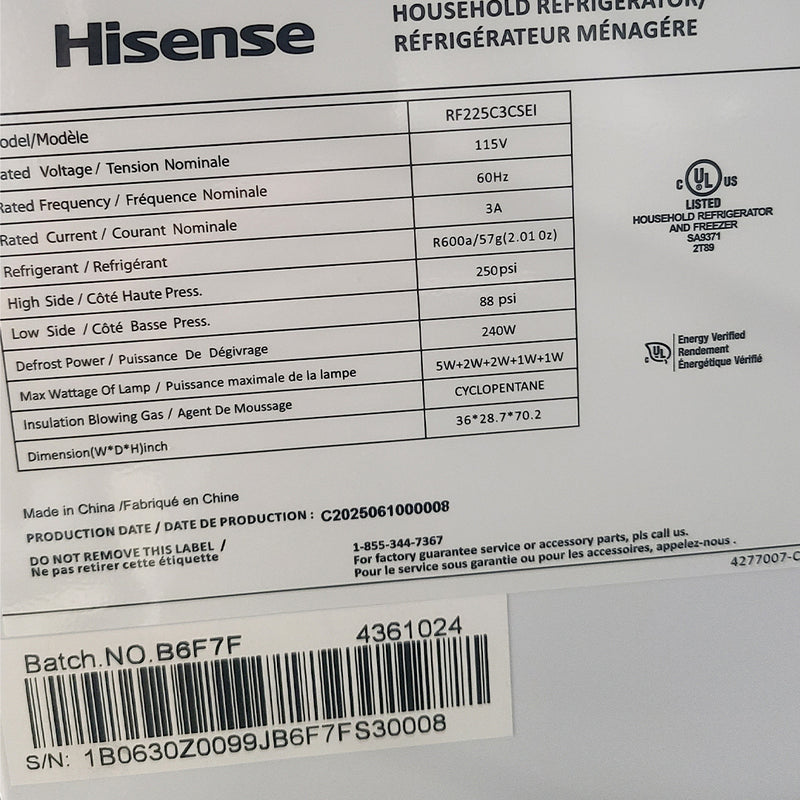 Hisense
HOUSEHOLD REFRIGERATOR/
RÉFRIGÉRATEUR MÉNAGÉRE
odel/Modèle RF225C3CSEI
ated Voltage / Tension Nominale 115V
Rated Frequency / Fréquence Nominale 60Hz
Rated Current / Courant Nominale 3A
Refrigerant / Refrigérant R600a/57g(2.01 0z)
High Side / Côté Haute Press. 250psi
Low Side / Côté Basse Press. 88 psi
Defrost Power / Puissance De Dégivrage 240W
Max Wattage Of Lamp / Puissance maximale de la lampe 5W+2W+2W+1W+1W
Insulation Blowing Gas / Agent De Moussage CYCLOPENTANE
Dimension(W*D*H)inch 36*28.7*70.2
C UL US
LISTED
HOUSEHOLD REFRIGERATOR
AND FREEZER
SA9371
2T89
c UL
Energy Verified
Rendement
Énergétique Vérifié
Made in China /Fabriqué en Chine
PRODUCTION DATE / DATE DE PRODUCTION : C2025061000008
DO NOT REMOVE THIS LABEL /
Ne pas retirer cette étiquette
1-855-344-7367
For factory guarantee service or accessory parts, pls call us.
Pour le service sous garantie ou pour les accessoires, appelez-nous .
4277007-C
Batch.NO.B6F7F 4361024
S/N: 1B0630Z0099JB6F7FS30008